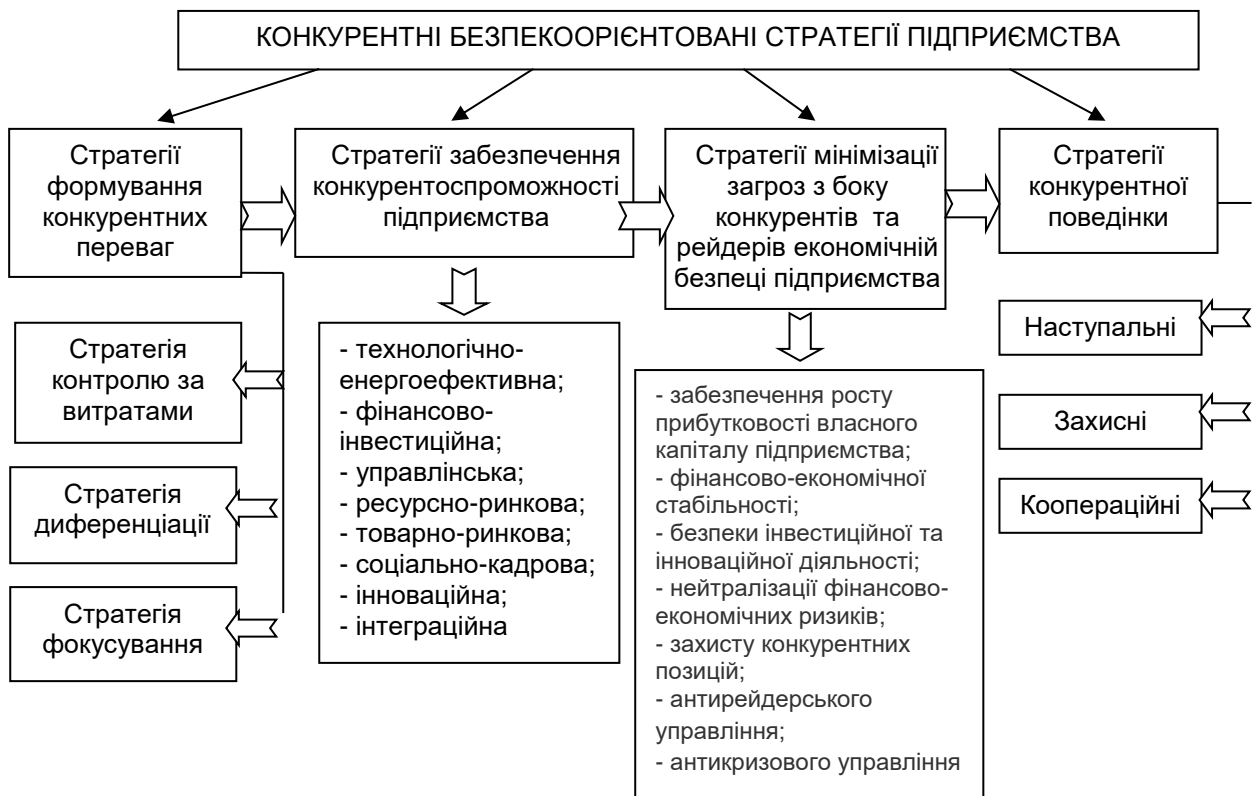 КОНКУРЕНТНІ БЕЗПЕКООРІЄНТОВАНІ СТРАТЕГІЇ ПІДПРИЄМСТВА
Стратегії
формування
конкурентних
переваг
Стратегії забезпечення
конкурентоспроможності
підприємства
Стратегії мінімізації
загроз з боку
конкурентів та
рейдерів економічній
безпеці підприємства
Стратегії
конкурентної
поведінки
Стратегія
контролю за
витратами
Стратегія
диференціації
Стратегія
фокусування
- технологічно-
енергоефективна;
- фінансово-
інвестиційна;
- управлінська;
- ресурсно-ринкова;
- товарно-ринкова;
- соціально-кадрова;
- інноваційна;
- інтеграційна
- забезпечення росту
прибутковості власного
капіталу підприємства;
- фінансово-економічної
стабільності;
- безпеки інвестиційної та
інноваційної діяльності;
- нейтралізації фінансово-
економічних ризиків;
- захисту конкурентних
позицій;
- антирейдерського
управління;
- антикризового управління
Наступальні
Захисні
Коопераційні